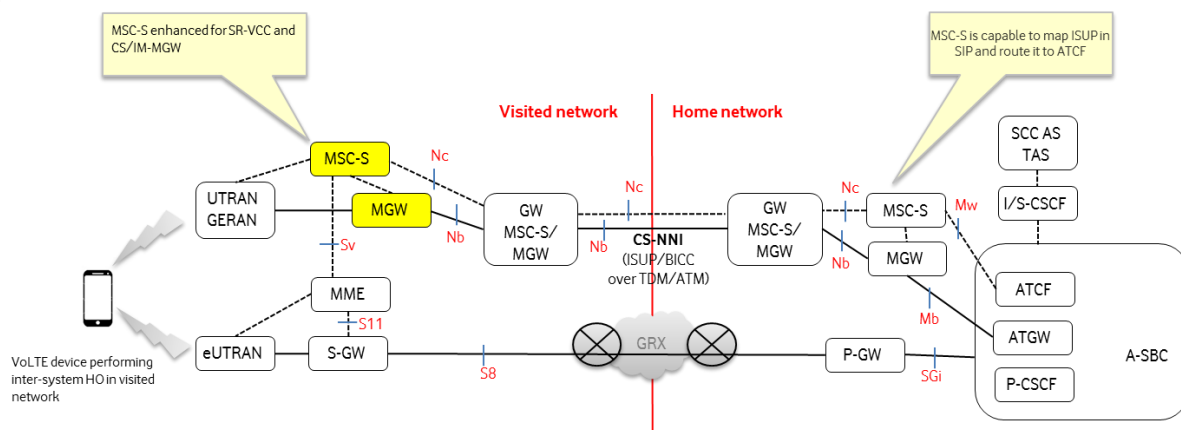 MSC-S enhanced for SR-VCC and
CS/IM-MGW
MSC-S is capable to map ISUP in
SIP and route it to ATCF
Visited network
Home network
SCC AS
TAS
MSC-S
Nc
UTRAN
GERAN
MGW
Nb
GW
MSC-S/
MGW
Nc
Nb
CS-NNI
(ISUP/BICC
over TDM/ATM)
GW
MSC-S/
MGW
Nc
Nb
MSC-S
MGW
Mw
I/S-CSCF
Sv
MME
S11
Mb
ATCF
ATGW
A-SBC
P-CSCF
eUTRAN
S-GW
S8
GRX
P-GW
SGi
VoLTE device performing
inter-system HO in visited
network